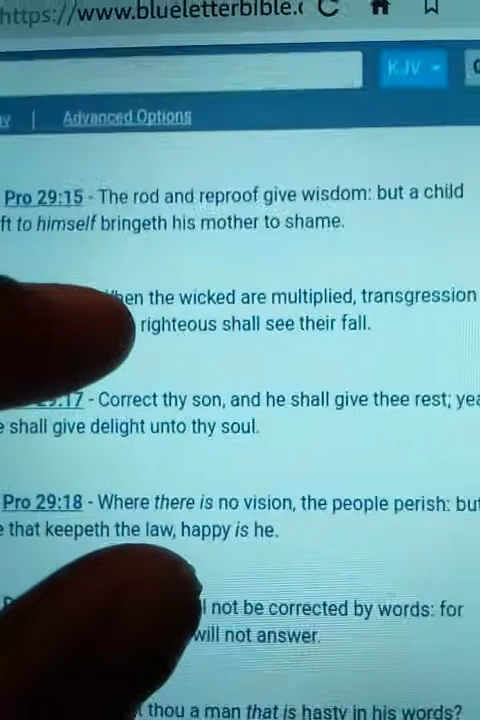 https://www.blueletterbible.
KJV
Advanced Options
Pro 29:15 - The rod and reproof give wisdom: but a child
ft to himself bringeth his mother to shame.
hen the wicked are multiplied, transgression
righteous shall see their fall.
29:17 - Correct thy son, and he shall give thee rest; yea
e shall give delight unto thy soul.
Pro 29:18 - Where there is no vision, the people perish: but
e that keepeth the law, happy is he.
l not be corrected by words: for
will not answer.
t thou a man that is hasty in his words?